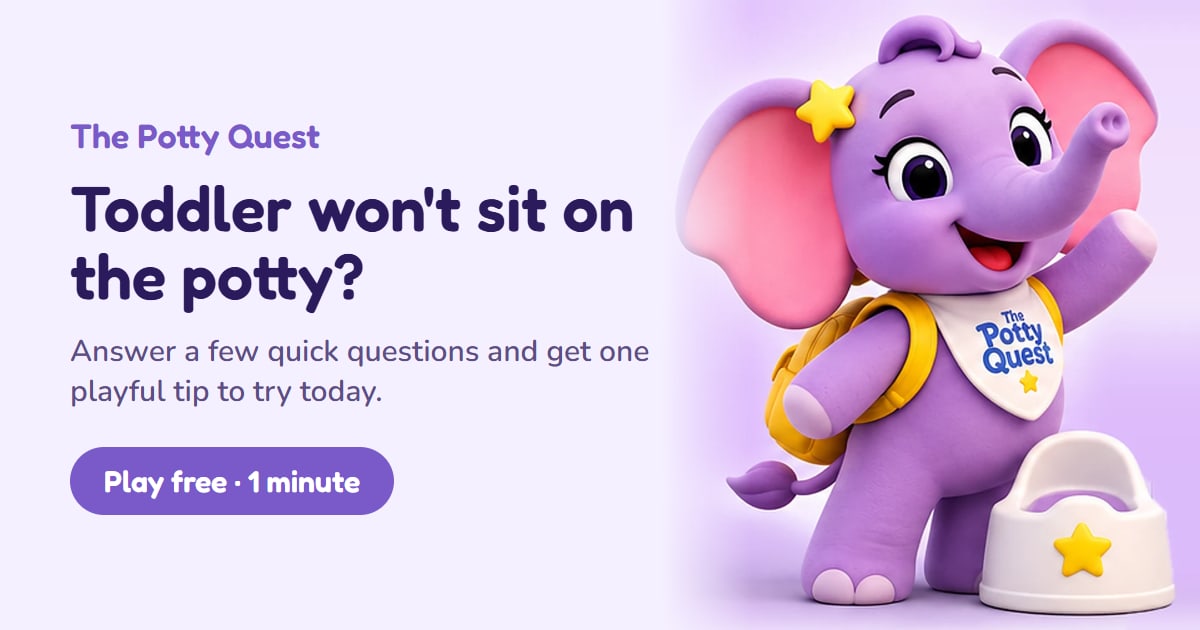 The Potty Quest
Toddler won't sit on
the potty?
Answer a few quick questions and get one
playful tip to try today.
Play free · 1 minute
The
Potty
Quest